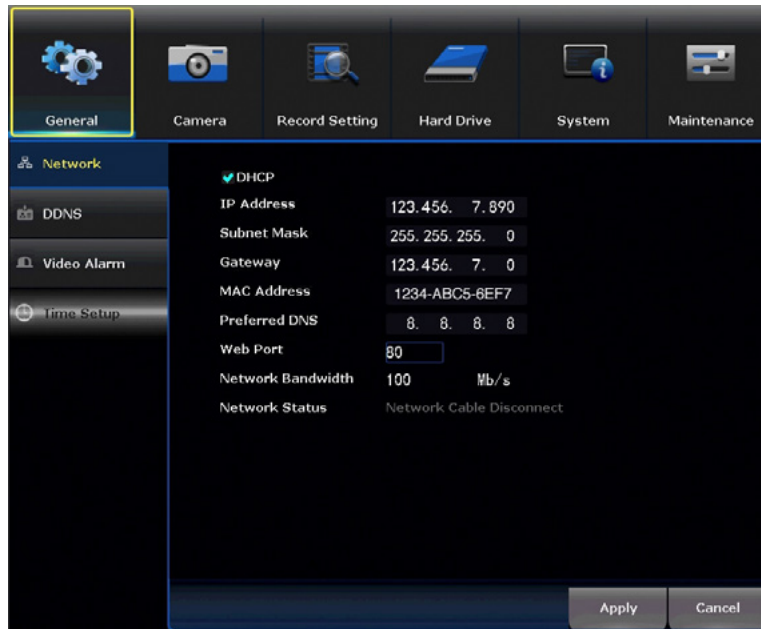 General Camera Record Setting Hard Drive System Maintenance
Network
DDNS
Video Alarm
Time Setup
DHCP
IP Address 123.456. 7.890
Subnet Mask 255.255.255. 0
Gateway 123.456. 7. 0
MAC Address 1234-ABC5-6EF7
Preferred DNS 8. 8. 8. 8
Web Port 80
Network Bandwidth 100 Mb/s
Network Status Network Cable Disconnect
Apply Cancel